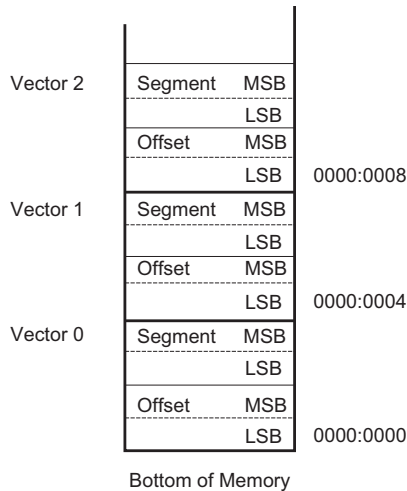 Vector 2 Segment MSB
LSB
Offset MSB
LSB 0000:0008
Vector 1 Segment MSB
LSB
Offset MSB
LSB 0000:0004
Vector 0 Segment MSB
LSB
Offset MSB
LSB 0000:0000
Bottom of Memory